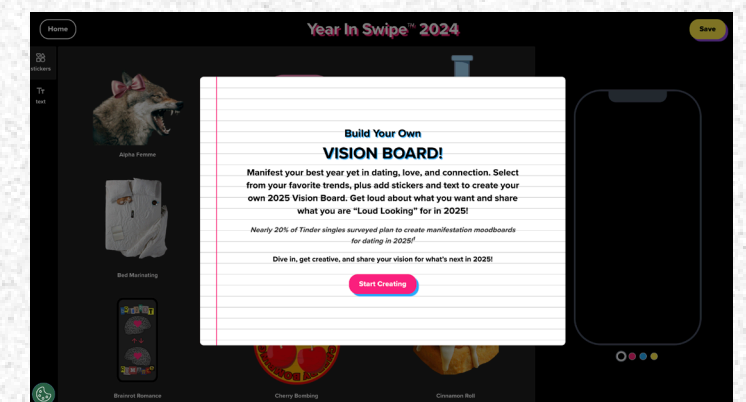 Home
Year In Swipe™ 2024
Save
stickers
Tt
text
Alpha Femme
Build Your Own
VISION BOARD!
Manifest your best year yet in dating, love, and connection. Select
from your favorite trends, plus add stickers and text to create your
own 2025 Vision Board. Get loud about what you want and share
what you are “Loud Looking” for in 2025!
Nearly 20% of Tinder singles surveyed plan to create manifestation moodboards
for dating in 2025!¹
Dive in, get creative, and share your vision for what's next in 2025!
Start Creating
Bed Marinating
Brainrot Romance
Cherry Bombing
Cinnamon Roll